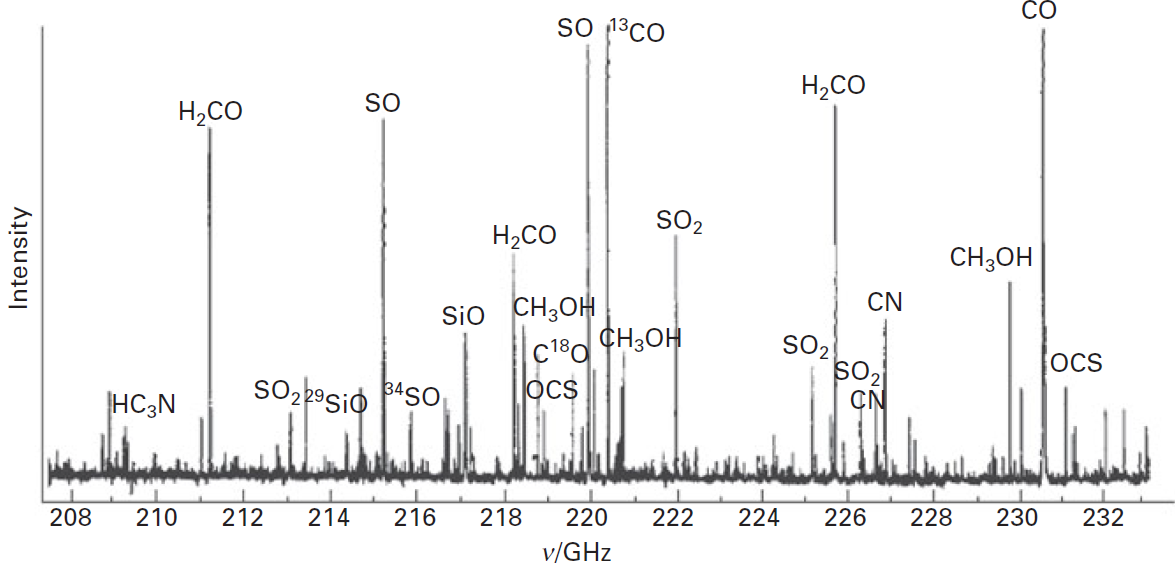 CO
SO
¹³CO
H₂CO
H₂CO
SO
SO₂
H₂CO
CH₃OH
CN
SiO
CH₃OH
CH₃OH
SO₂
C¹⁸O
OCS
SO₂
HC₃N
SO₂
²⁹SiO
³⁴SO
OCS
CN
Intensity
208 210 212 214 216 218 220 222 224 226 228 230 232
ν/GHz